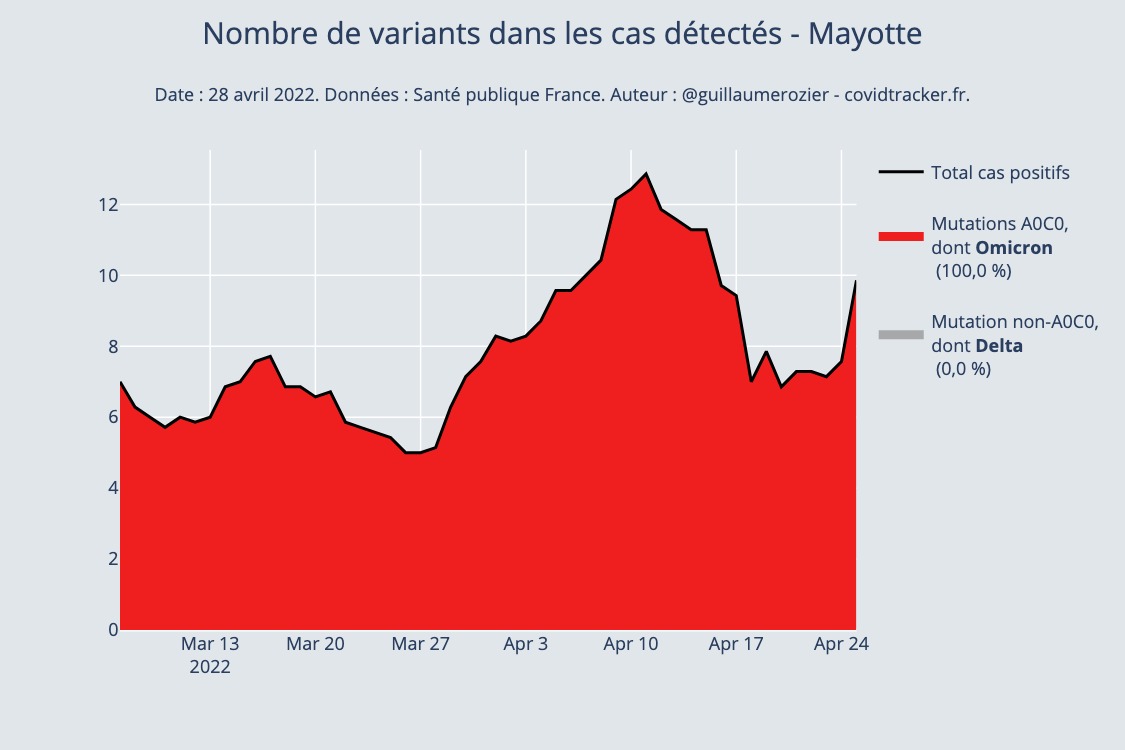 Nombre de variants dans les cas détectés - Mayotte
Date : 28 avril 2022. Données : Santé publique France. Auteur : @guillaumerozier - covidtracker.fr.
12
10
8
6
4
2
0
Mar 13
2022
Mar 20
Mar 27
Apr 3
Apr 10
Apr 17
Apr 24
Total cas positifs
Mutations A0C0,
dont Omicron
(100,0 %)
Mutation non-A0C0,
dont Delta
(0,0 %)